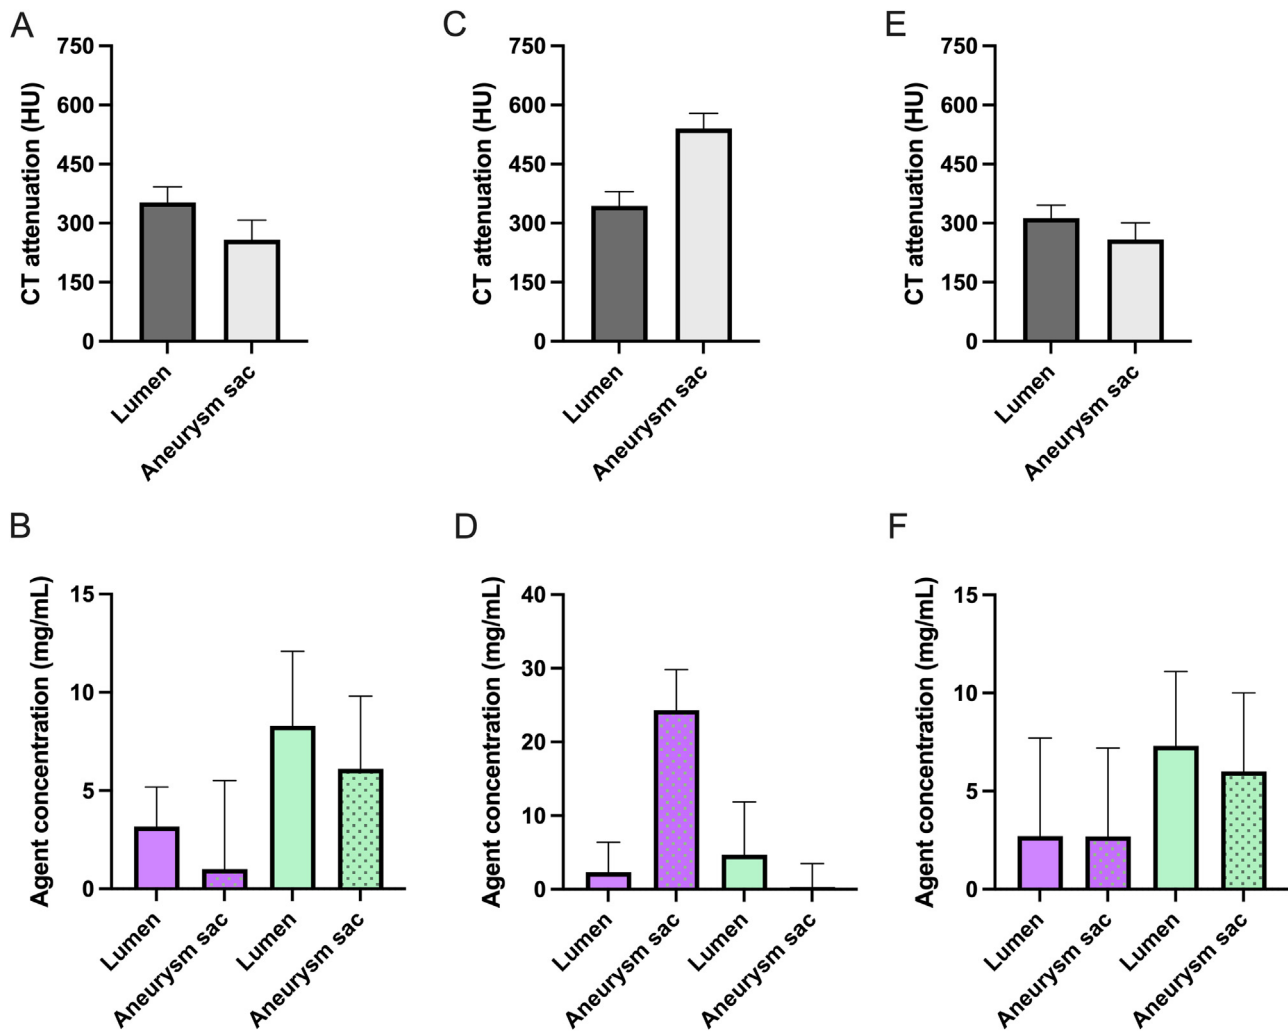 A
CT attenuation (HU)
750
600
450
300
150
0
Lumen
Aneurysm sac
C
CT attenuation (HU)
750
600
450
300
150
0
Lumen
Aneurysm sac
E
CT attenuation (HU)
750
600
450
300
150
0
Lumen
Aneurysm sac
B
Agent concentration (mg/mL)
15
10
5
0
Lumen
Aneurysm sac
Lumen
Aneurysm sac
D
Agent concentration (mg/mL)
40
30
20
10
0
Lumen
Aneurysm sac
Lumen
Aneurysm sac
F
Agent concentration (mg/mL)
15
10
5
0
Lumen
Aneurysm sac
Lumen
Aneurysm sac